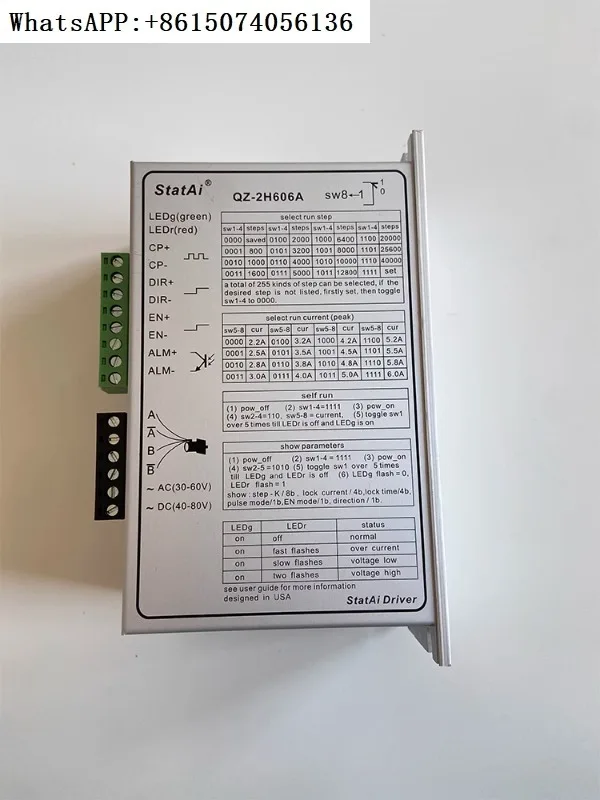 WhatsAPP:+8615074056136
StatAi® QZ-2H606A sw8←1 1 0
LEDg(green)
LEDr(red)
CP+
CP-
DIR+
DIR-
EN+
EN-
ALM+
ALM-
A
A
B
B
~ AC(30-60V)
~ DC(40-80V)
select run step
sw1-4 steps sw1-4 steps sw1-4 steps sw1-4 steps
0000 saved 0100 2000 1000 6400 1100 20000
0001 800 0101 3200 1001 8000 1101 25600
0010 1000 0110 4000 1010 10000 1110 40000
0011 1600 0111 5000 1011 12800 1111 set
a total of 255 kinds of step can be selected, if the
desired step is not listed, firstly set, then toggle
sw1-4 to 0000.
select run current (peak)
sw5-8 cur sw5-8 cur sw5-8 cur sw5-8 cur
0000 2.2A 0100 3.2A 1000 4.2A 1100 5.2A
0001 2.5A 0101 3.5A 1001 4.5A 1101 5.5A
0010 2.8A 0110 3.8A 1010 4.8A 1110 5.8A
0011 3.0A 0111 4.0A 1011 5.0A 1111 6.0A
self run
(1) pow_off (2) sw1-4=1111 (3) pow_on
(4) sw2-4=110, sw5-8 = current, (5) toggle sw1
over 5 times till LEDr is off and LEDg is on
show parameters
(1) pow_off (2) sw1-4 = 1111 (3) pow_on
(4) sw2-5 = 1010 (5) toggle sw1 over 5 times
till LEDg and LEDr is off (6) LEDg flash = 0,
LEDr flash = 1
show : step - K / 8b , lock current / 4b,lock time/4b,
pulse mode/1b,EN mode/1b, direction / 1b.
LEDg LEDr status
on off normal
on fast flashes over current
on slow flashes voltage low
on two flashes voltage high
see user guide for more information
designed in USA
StatAi Driver